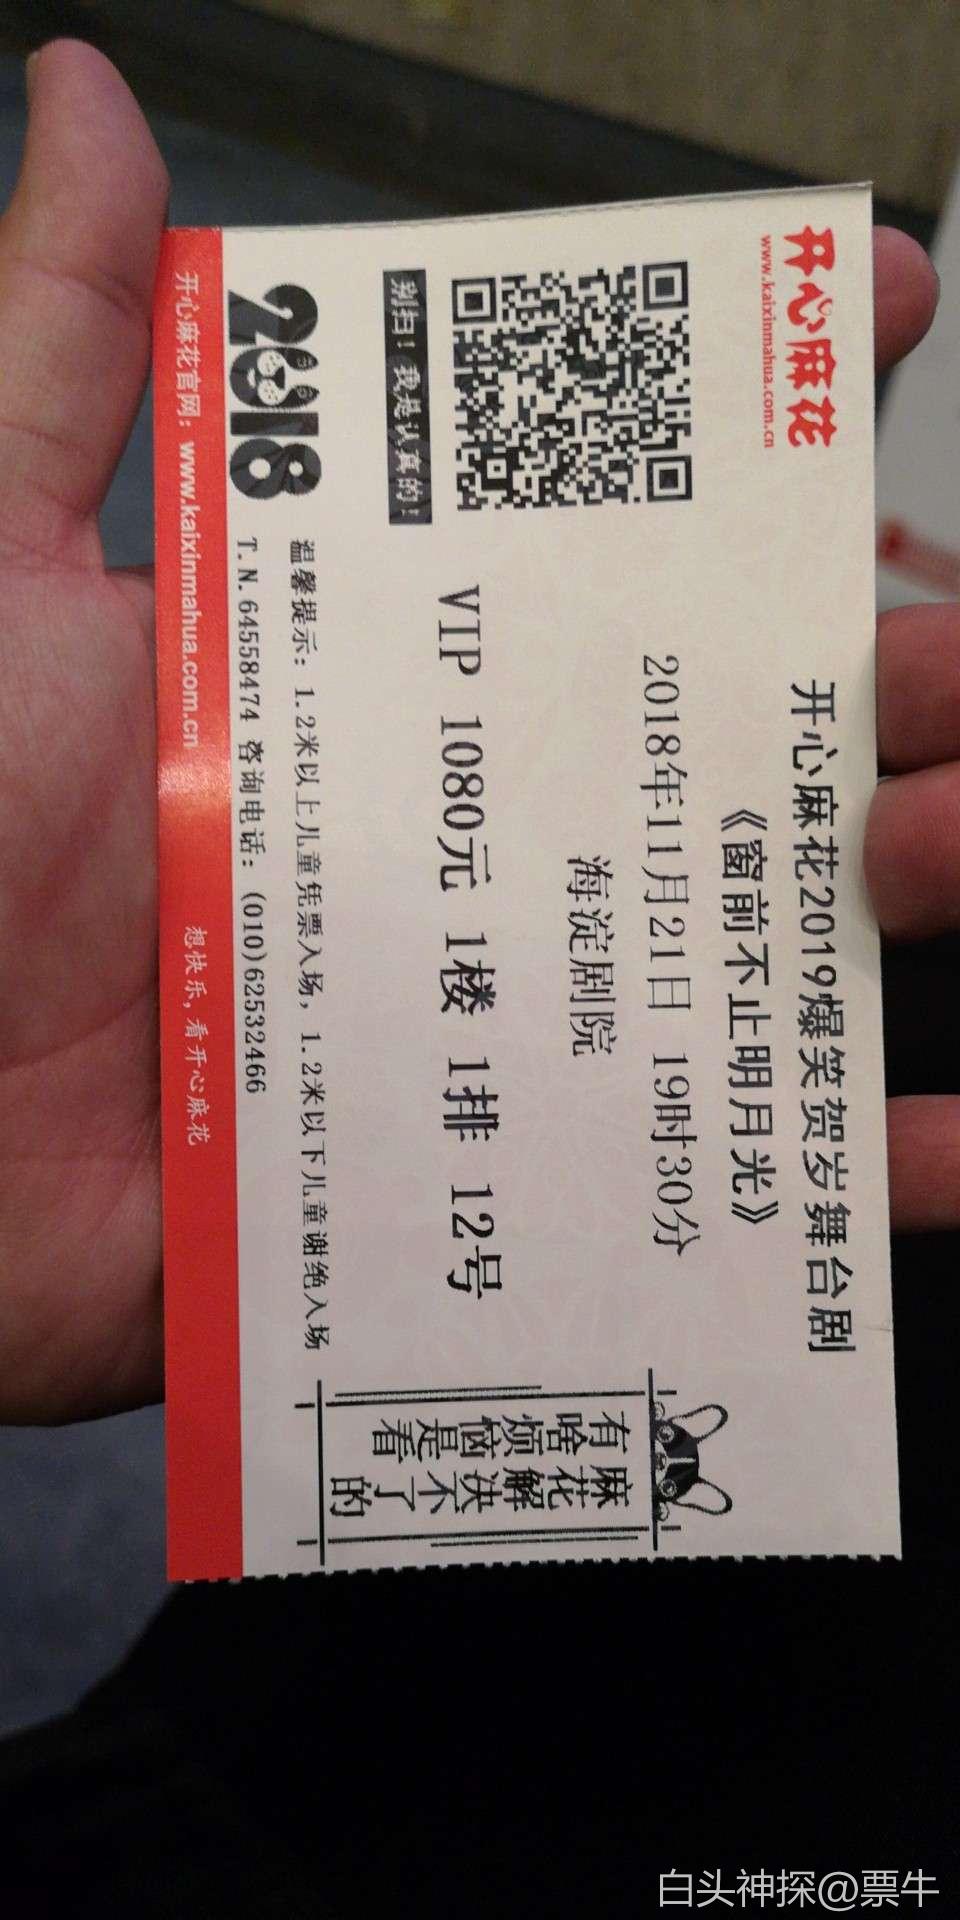 开心麻花
www.kaixinmahua.com.cn
别扫！我是认真的！
2018
开心麻花2019爆笑贺岁舞台剧
《窗前不止明月光》
2018年11月21日 19时30分
海淀剧院
VIP 1080元 1楼 1排 12号
温馨提示：1.2米以上儿童凭票入场，1.2米以下儿童谢绝入场
T.N.64558474 咨询电话：(010)62532466
有啥烦恼是看
麻花解决不了的
开心麻花官网：www.kaixinmahua.com.cn 想快乐，看开心麻花
白头神探@票牛